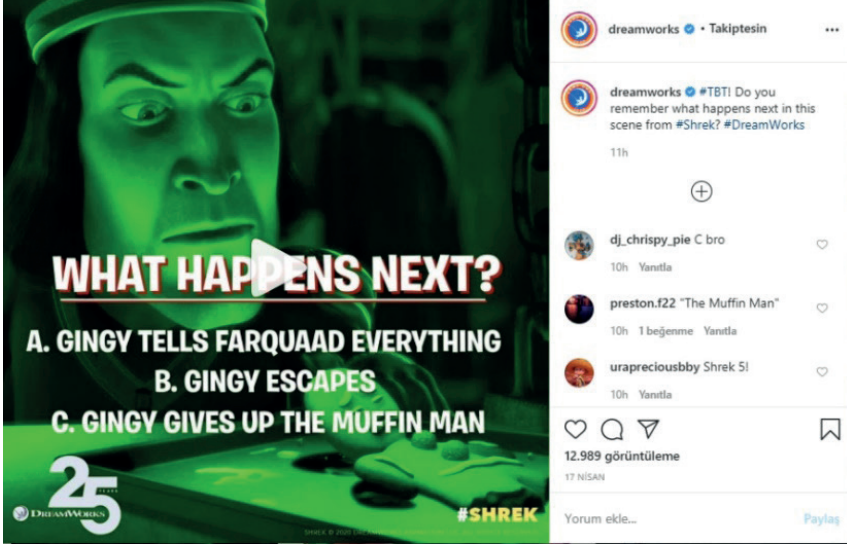 WHAT HAPPENS NEXT?
A. GINGY TELLS FARQUAAD EVERYTHING
B. GINGY ESCAPES
C. GINGY GIVES UP THE MUFFIN MAN
25
YEARS
DREAMWORKS
#SHREK
dreamworks • Takiptesin
dreamworks #TBT! Do you
remember what happens next in this
scene from #Shrek? #DreamWorks
11h
dj_chrispy_pie C bro
10h Yanıtla
preston.f22 "The Muffin Man"
10h 1 beğenme Yanıtla
urapreciousbby Shrek 5!
10h Yanıtla
12.989 görüntüleme
17 NİSAN
Yorum ekle...
Paylaş